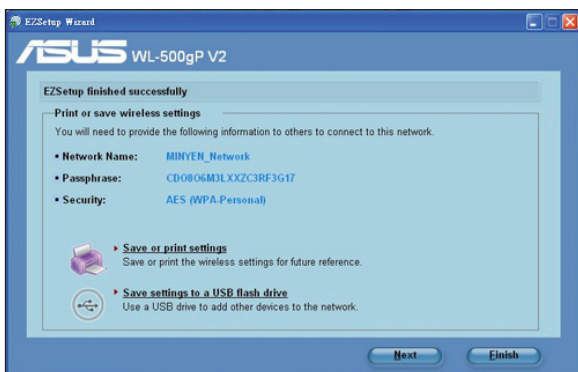 EZSetup Wizard
ASUS WL-500gP V2
EZSetup finished successfully
Print or save wireless settings
You will need to provide the following information to others to connect to this network.
▪ Network Name: MINYEN_Network
▪ Passphrase: CDO8O6M3LXXZC3RF3G17
▪ Security: AES (WPA-Personal)
Save or print settings
Save or print the wireless settings for future reference.
Save settings to a USB flash drive
Use a USB drive to add other devices to the network.
Next Finish